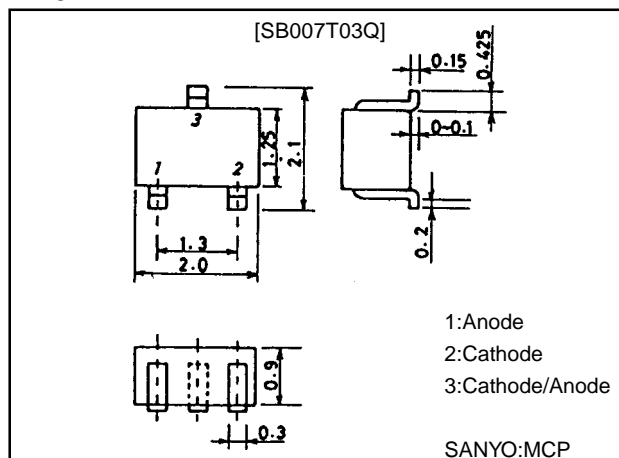 [SB007T03Q]
0.15
0.425
3
1.25
2.1
0~0.1
1
2
1.3
2.0
0.2
1:Anode
2:Cathode
3:Cathode/Anode
0.9
0.3
SANYO:MCP